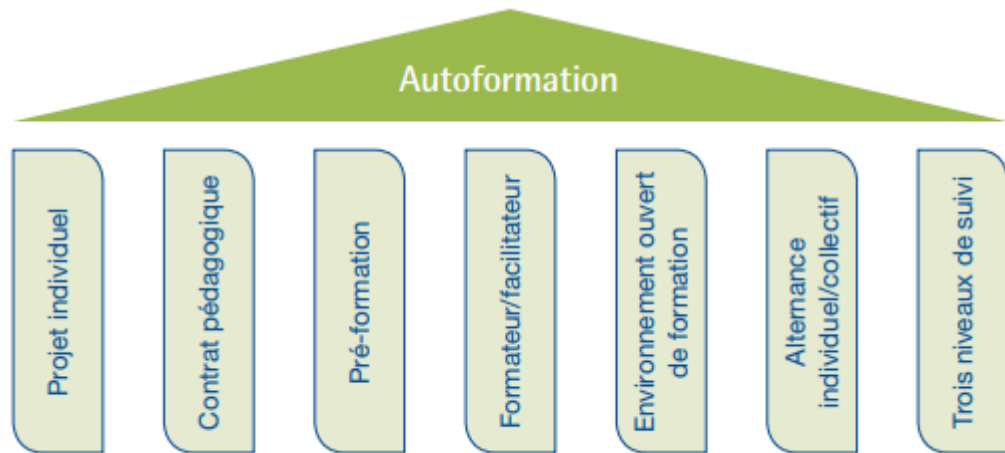 Autoformation
Projet individuel
Contrat pédagogique
Pré-formation
Formateur/facilitateur
Environnement ouvert
de formation
Alternance
individuel/collectif
Trois niveaux de suivi